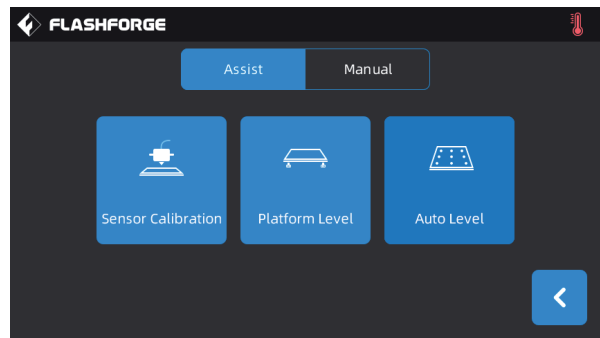 FLASHFORGE
Assist Manual
Sensor Calibration Platform Level Auto Level